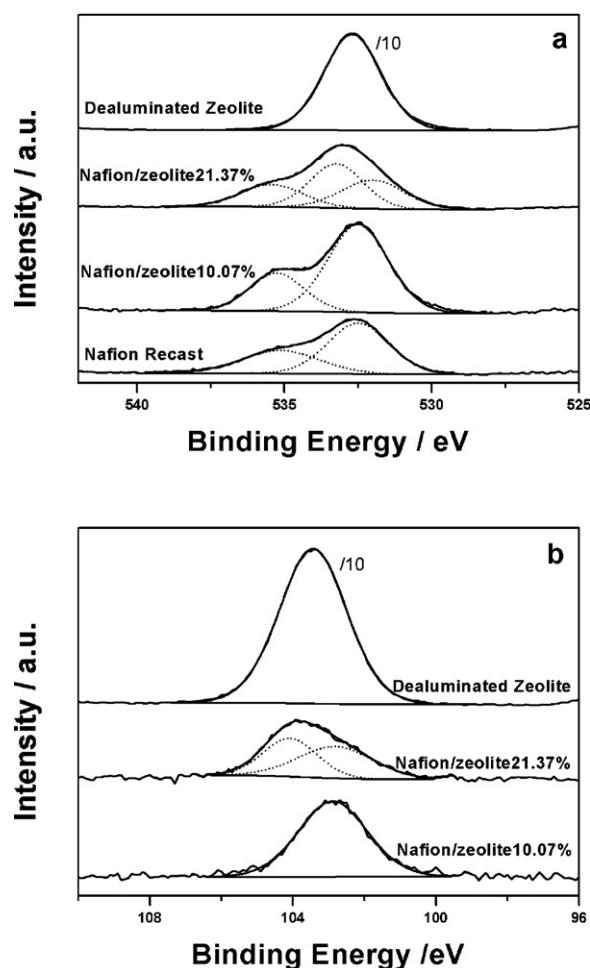 a
/10
Dealuminated Zeolite
Nafion/zeolite21.37%
Nafion/zeolite10.07%
Nafion Recast
Intensity / a.u.
540 535 530 525
Binding Energy / eV
b
/10
Dealuminated Zeolite
Nafion/zeolite21.37%
Nafion/zeolite10.07%
Intensity / a.u.
108 104 100 96
Binding Energy /eV